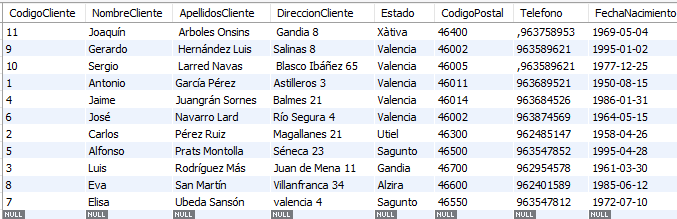 CodigoCliente NombreCliente ApellidosCliente DireccionCliente Estado CodigoPostal Telefono FechaNacimiento
11 Joaquín Arboles Onsins Gandia 8 Xàtiva 46400 ,963758953 1969-05-04
9 Gerardo Hernández Luis Salinas 8 Valencia 46002 963589621 1995-01-02
10 Sergio Larred Navas Blasco Ibáñez 65 Valencia 46005 ,963589621 1977-12-25
1 Antonio García Pérez Astilleros 3 Valencia 46011 963689521 1950-08-15
4 Jaime Juangrán Sornes Balmes 21 Valencia 46014 963684526 1986-01-31
6 José Navarro Lard Río Segura 4 Valencia 46002 963874569 1964-05-15
2 Carlos Pérez Ruiz Magallanes 21 Utiel 46300 962485147 1958-04-26
5 Alfonso Prats Montolla Séneca 23 Sagunto 46500 963547852 1995-04-28
3 Luis Rodríguez Más Juan de Mena 11 Gandia 46700 962954578 1961-03-30
8 Eva San Martín Villanfranca 34 Alzira 46600 962401589 1985-06-12
7 Elisa Ubeda Sansón valencia 4 Sagunto 46550 963547812 1972-07-10
NULL NULL NULL NULL NULL NULL NULL NULL